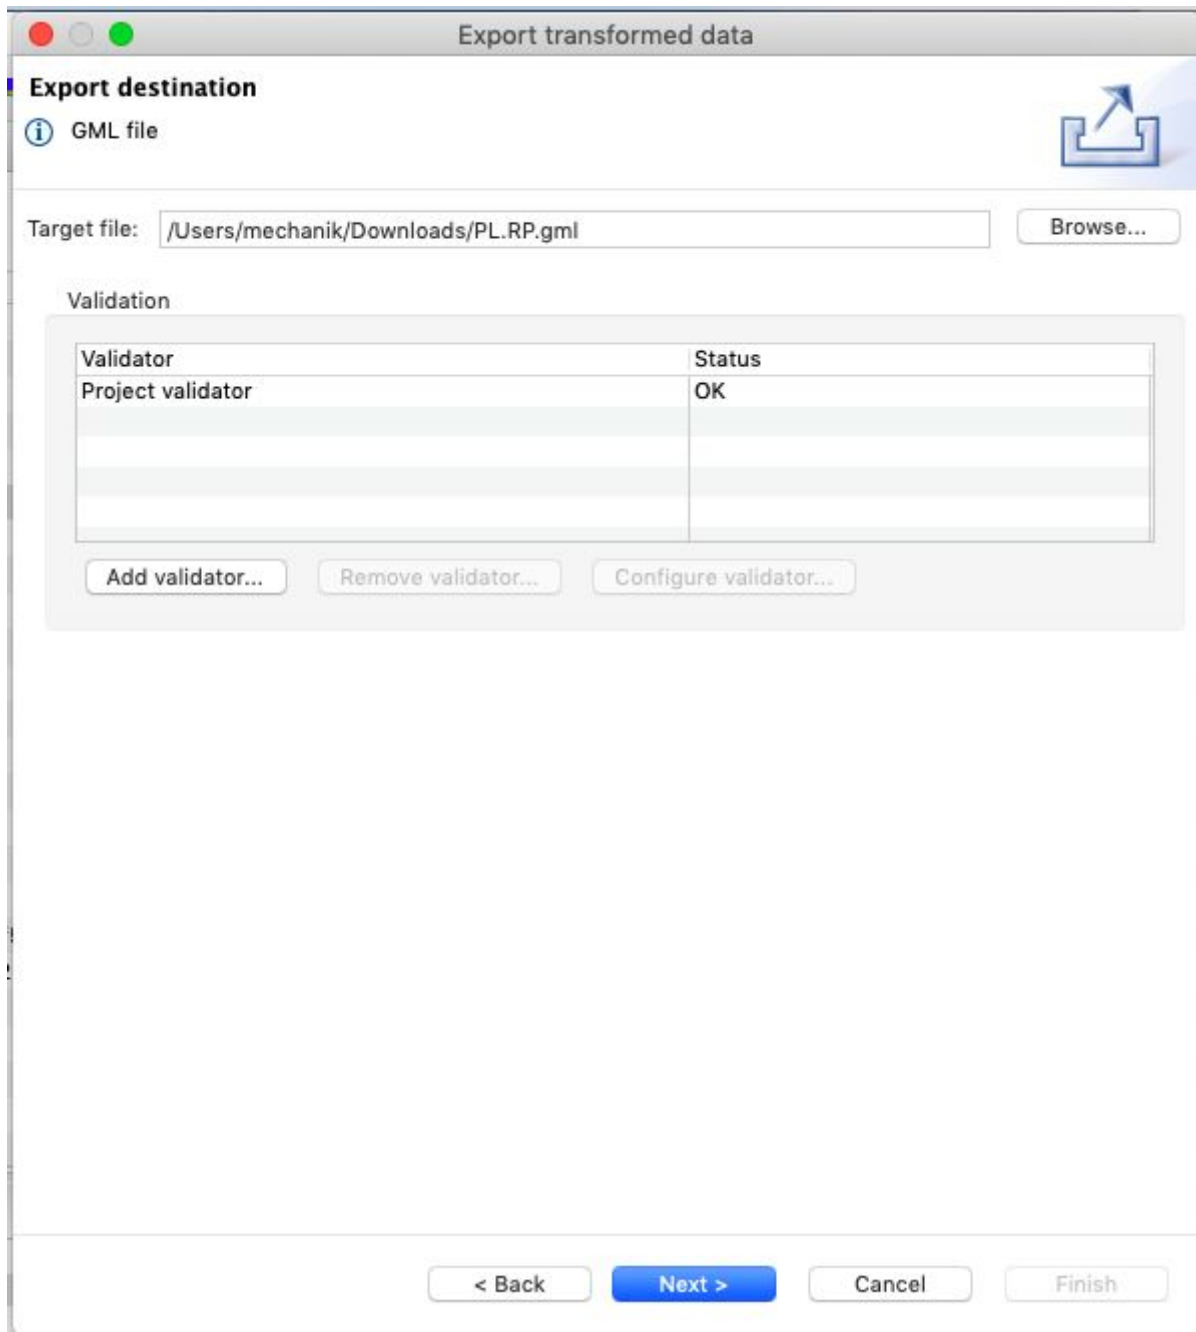 Export transformed data
Export destination
GML file
Target file: /Users/mechanik/Downloads/PL.RP.gml Browse...
Validation
Validator Status
Project validator OK
Add validator... Remove validator... Configure validator...
< Back Next > Cancel Finish